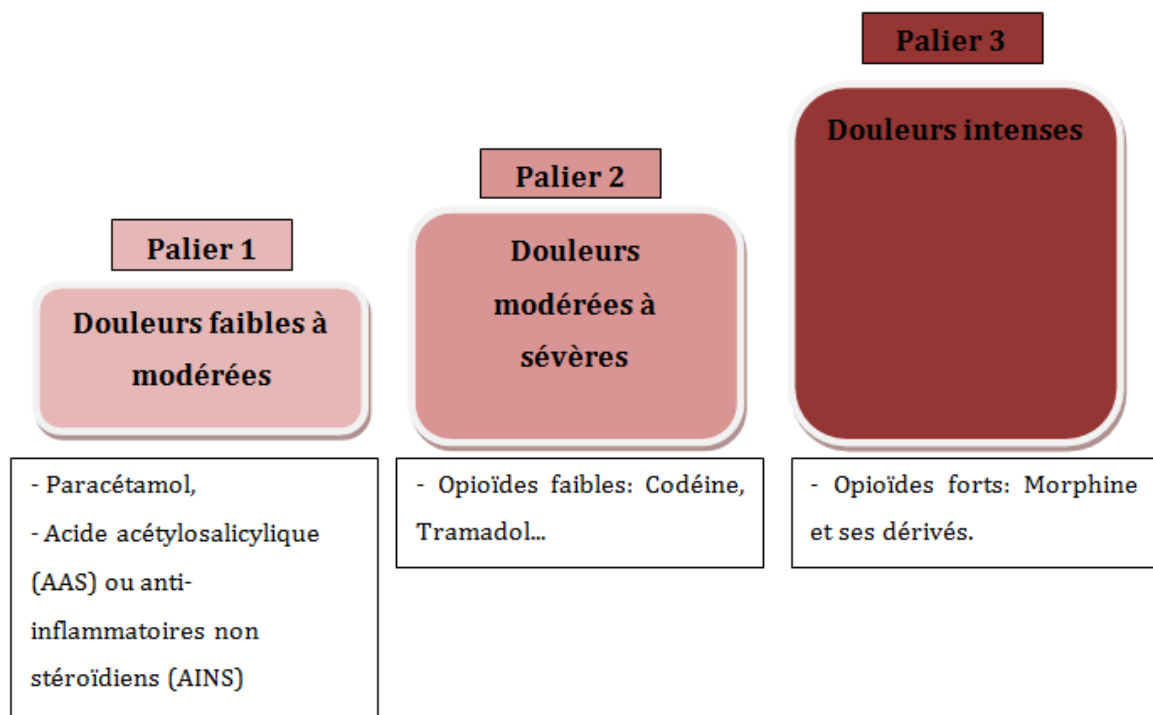 Palier 1
Douleurs faibles à
modérées
- Paracétamol,
- Acide acétylosalicylique
(AAS) ou anti-
inflammatoires non
stéroïdiens (AINS)
Palier 2
Douleurs
modérées à
sévères
- Opioïdes faibles: Codéine,
Tramadol...
Palier 3
Douleurs intenses
- Opioïdes forts: Morphine
et ses dérivés.